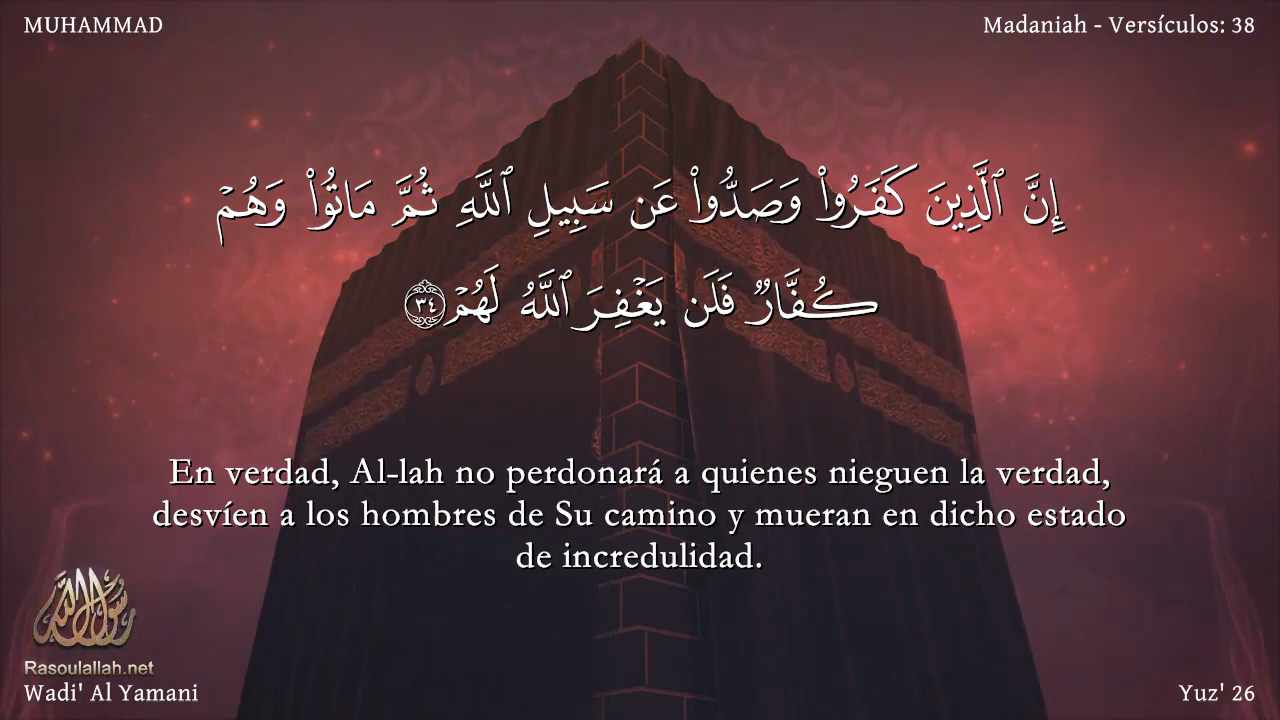 MUHAMMAD
Madaniah - Versículos: 38
إِنَّ ٱلَّذِينَ كَفَرُوا۟ وَصَدُّوا۟ عَن سَبِيلِ ٱللَّهِ ثُمَّ مَاتُوا۟ وَهُمْ
كُفَّارٌ فَلَن يَغْفِرَ ٱللَّهُ لَهُمْ ٣٤
En verdad, Al-lah no perdonará a quienes nieguen la verdad,
desvíen a los hombres de Su camino y mueran en dicho estado
de incredulidad.
رسول الله
Rasoulallah.net
Wadi' Al Yamani
Yuz' 26